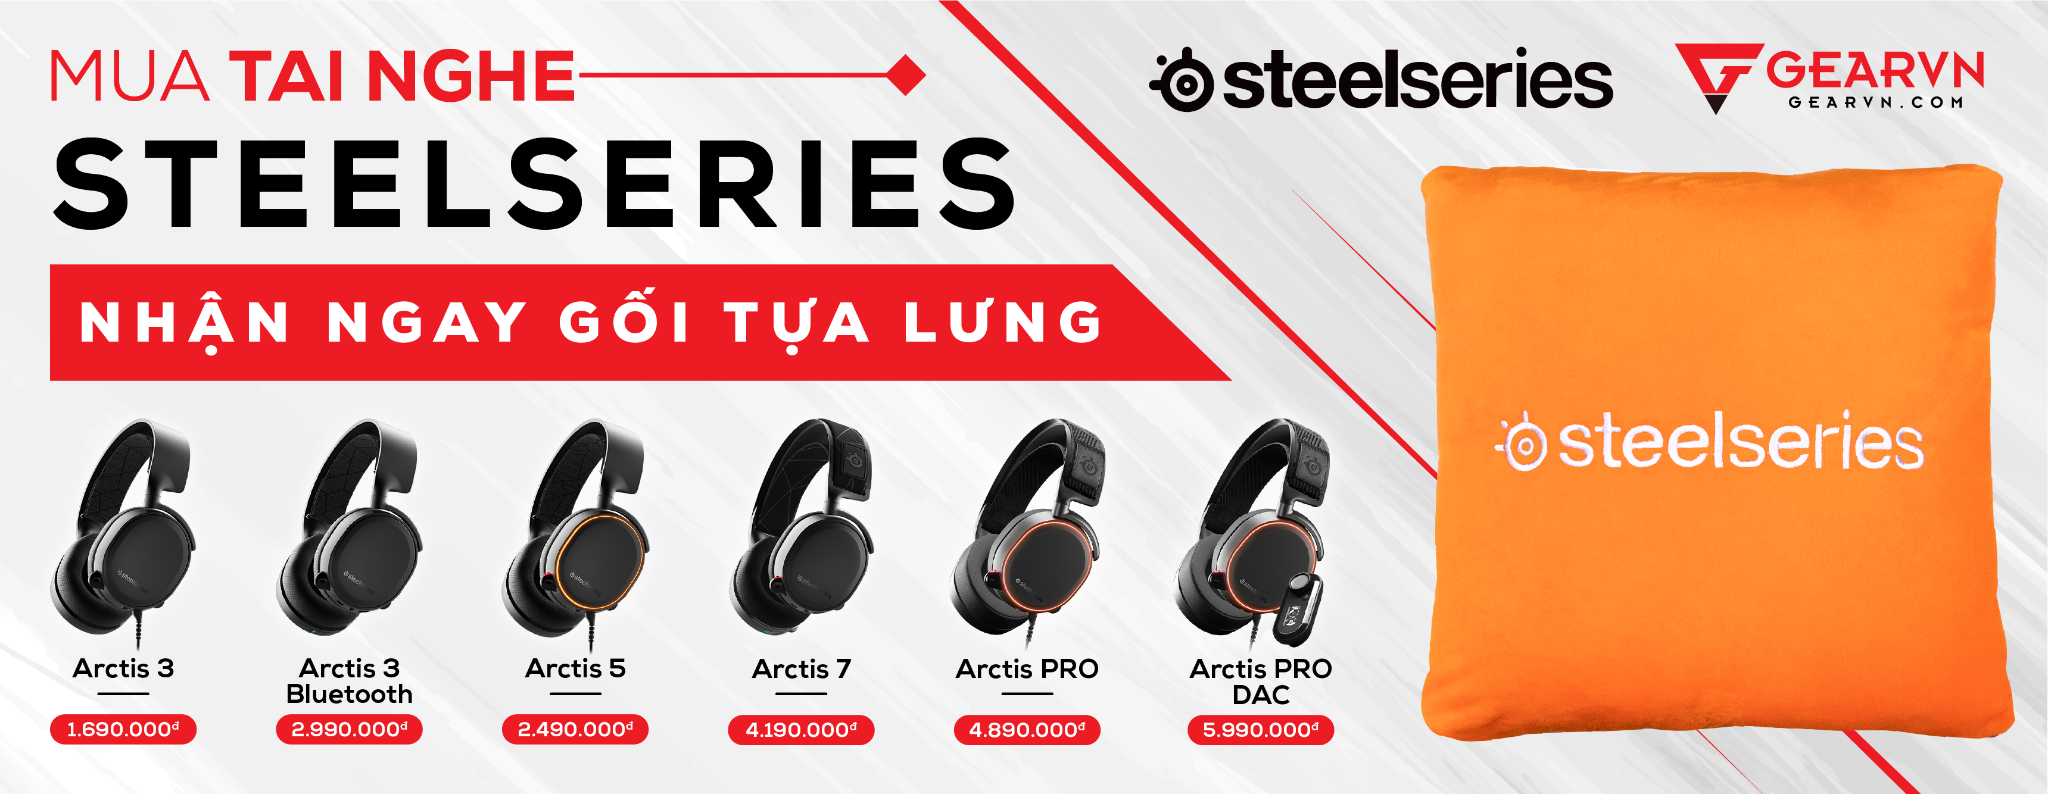 MUA TAI NGHE
STEELSERIES
NHẬN NGAY GỐI TỰA LƯNG
steelseries
GEARVN
GEARVN.COM
steelseries
Arctis 3
1.690.000đ
Arctis 3
Bluetooth
2.990.000đ
Arctis 5
2.490.000đ
Arctis 7
4.190.000đ
Arctis PRO
4.890.000đ
Arctis PRO
DAC
5.990.000đ